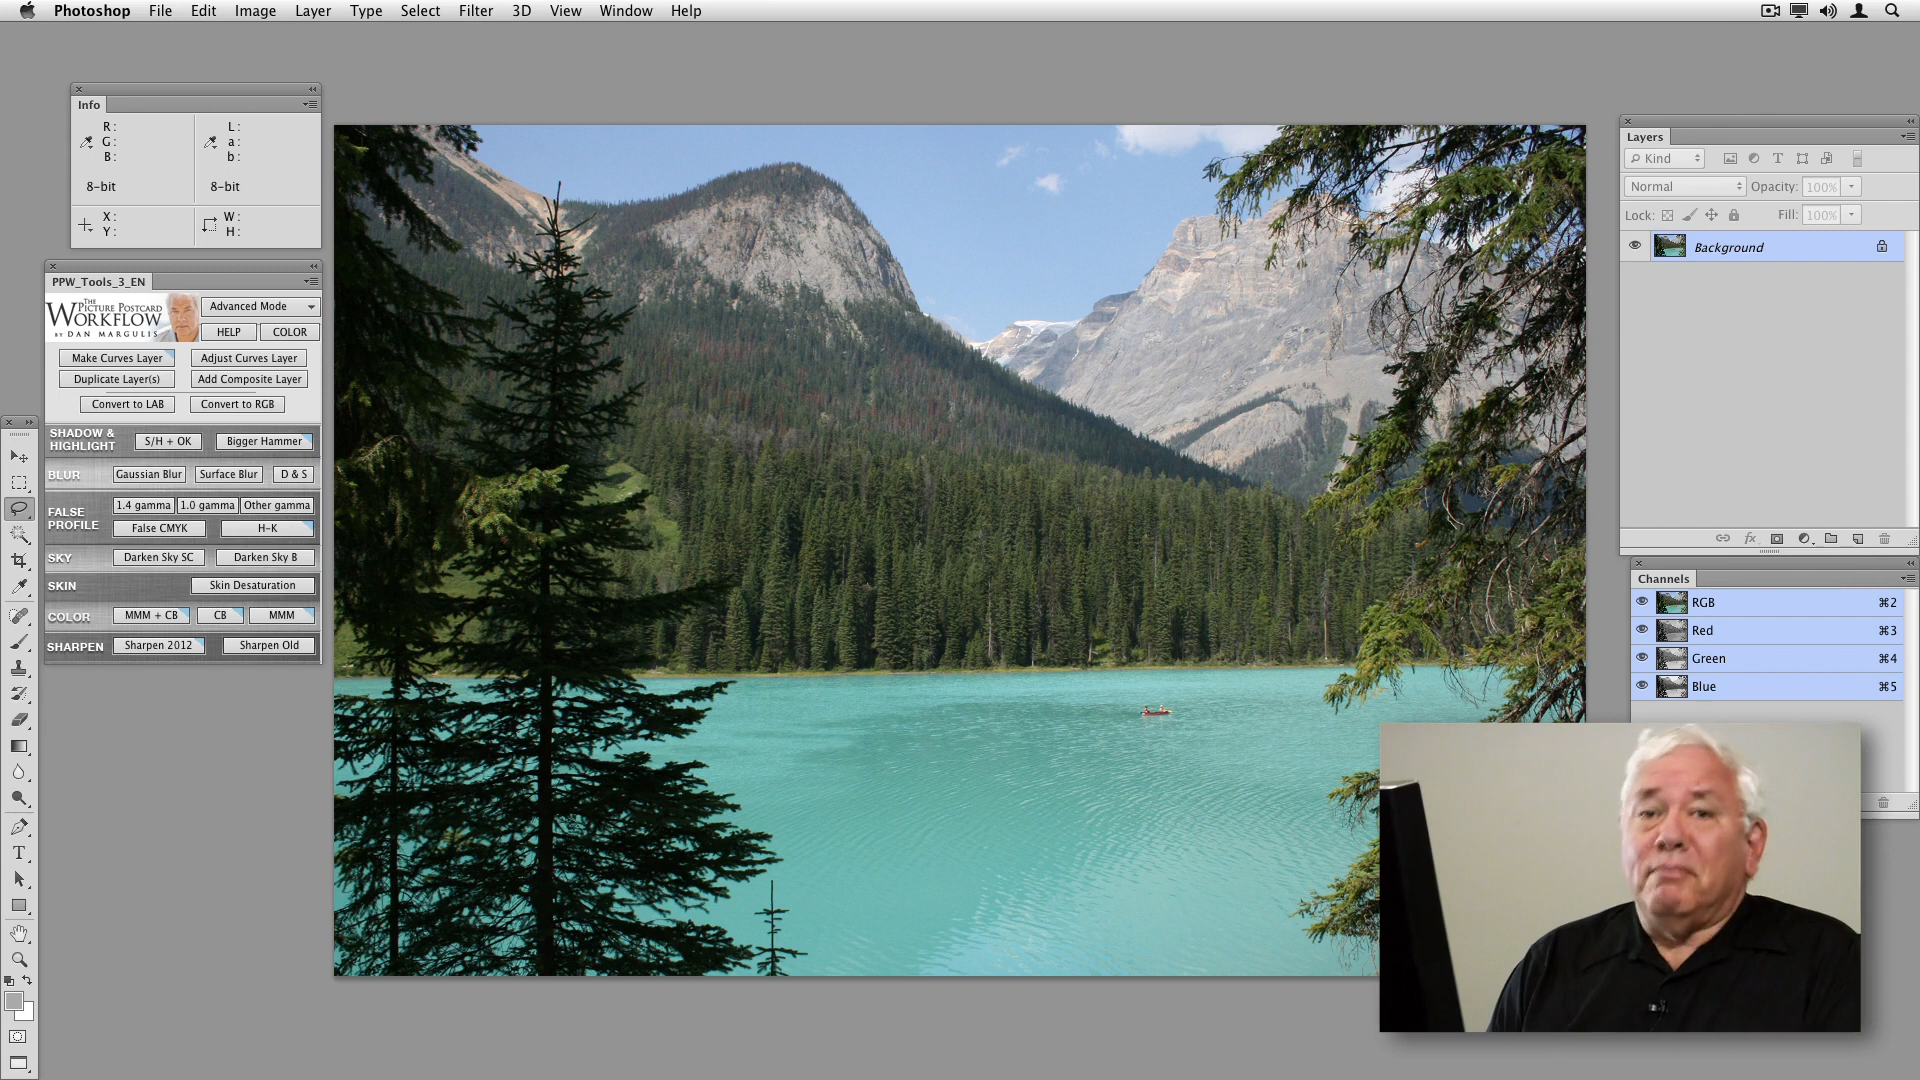 Photoshop File Edit Image Layer Type Select Filter 3D View Window Help
Info
R: L:
G: a:
B: b:
8-bit 8-bit
X: W:
Y: H:
PPW_Tools_3_EN
THE
PICTURE POSTCARD
WORKFLOW
BY DAN MARGULIS
Advanced Mode
HELP COLOR
Make Curves Layer Adjust Curves Layer
Duplicate Layer(s) Add Composite Layer
Convert to LAB Convert to RGB
SHADOW &
HIGHLIGHT S/H + OK Bigger Hammer
BLUR Gaussian Blur Surface Blur D & S
FALSE
PROFILE
1.4 gamma 1.0 gamma Other gamma
False CMYK H-K
SKY Darken Sky SC Darken Sky B
SKIN Skin Desaturation
COLOR MMM + CB CB MMM
SHARPEN Sharpen 2012 Sharpen Old
T
Layers
Kind T
Normal Opacity: 100%
Lock: Fill: 100%
Background
fx
Channels
RGB ⌘2
Red ⌘3
Green ⌘4
Blue ⌘5